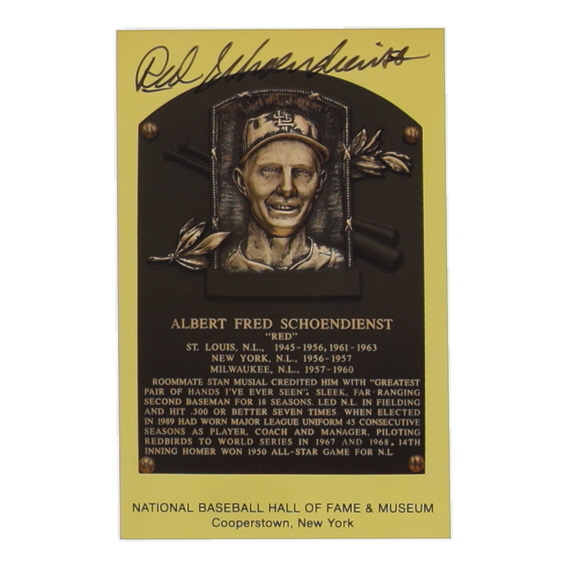 Red Schoendienst
STL
ALBERT FRED SCHOENDIENST
"RED"
ST. LOUIS, N.L., 1945-1956, 1961-1963
NEW YORK, N.L., 1956-1957
MILWAUKEE, N.L., 1957-1960
ROOMMATE STAN MUSIAL CREDITED HIM WITH "GREATEST
PAIR OF HANDS I'VE EVER SEEN". SLEEK, FAR-RANGING
SECOND BASEMAN FOR 18 SEASONS. LED N.L. IN FIELDING
AND HIT .300 OR BETTER SEVEN TIMES. WHEN ELECTED
IN 1989 HAD WORN MAJOR LEAGUE UNIFORM 45 CONSECUTIVE
SEASONS AS PLAYER, COACH AND MANAGER, PILOTING
REDBIRDS TO WORLD SERIES IN 1967 AND 1968. 14TH
INNING HOMER WON 1950 ALL-STAR GAME FOR N.L.
NATIONAL BASEBALL HALL OF FAME & MUSEUM
Cooperstown, New York